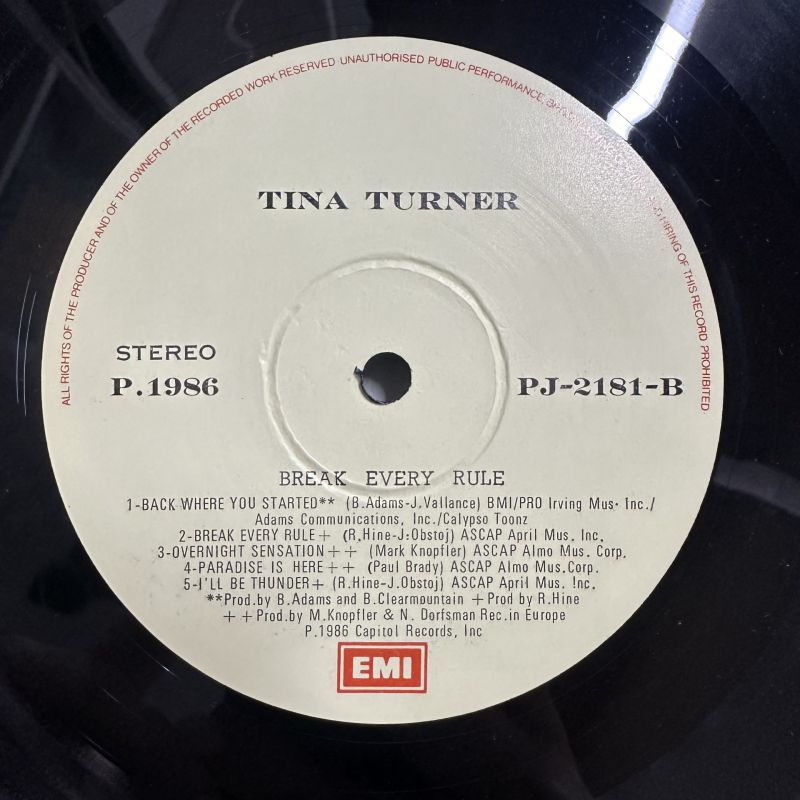 ALL RIGHTS OF THE PRODUCER AND OF THE OWNER OF THE RECORDED WORK RESERVED UNAUTHORISED PUBLIC PERFORMANCE, HIRING OF THIS RECORD PROHIBITED
TINA TURNER
STEREO
P.1986
PJ-2181-B
BREAK EVERY RULE
1-BACK WHERE YOU STARTED** (B.Adams-J.Vallance) BMI/PRO Irving Mus· Inc./
Adams Communications, Inc./Calypso Toonz
2-BREAK EVERY RULE+ (R,Hine-J·Obstoj) ASCAP April Mus. Inc.
3-OVERNIGHT SENSATION++ (Mark Knopfler) ASCAP Almo Mus. Corp.
4-PARADISE IS HERE++ (Paul Brady) ASCAP Almo Mus.Corp.
5-I'LL BE THUNDER+ (R.Hine-J.Obstoj) ASCAP April Mus. Inc.
**Prod.by B.Adams and B.Clearmountain +Prod by R.Hine
++Prod.by M.Knopfler & N. Dorfsman Rec.in Europe
P.1986 Capitol Records, Inc
EMI